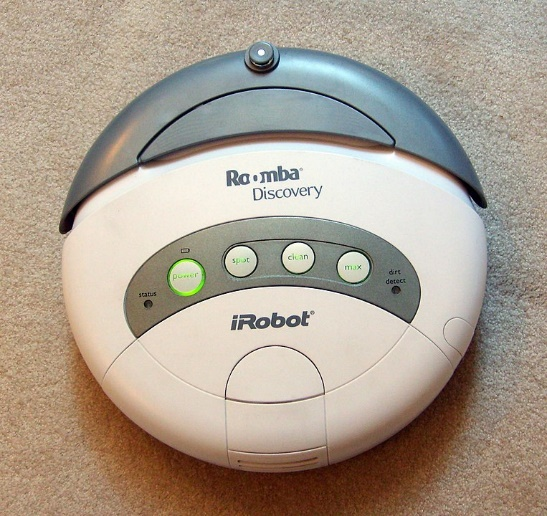 Roomba®
Discovery
power
spot
clean
max
status
dirt
detect
iRobot®